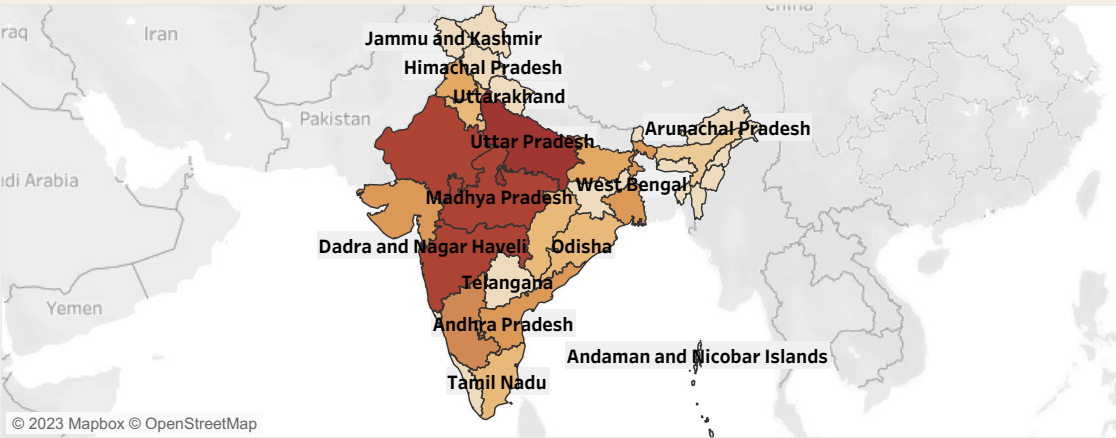 China
raq
Iran
Jammu and Kashmir
Himachal Pradesh
Uttarakhand
Pakistan
Arunachal Pradesh
Uttar Pradesh
di Arabia
West Bengal
Madhya Pradesh
Dadra and Nagar Haveli
Odisha
Telangana
Yemen
Andhra Pradesh
Andaman and Nicobar Islands
Tamil Nadu
© 2023 Mapbox © OpenStreetMap